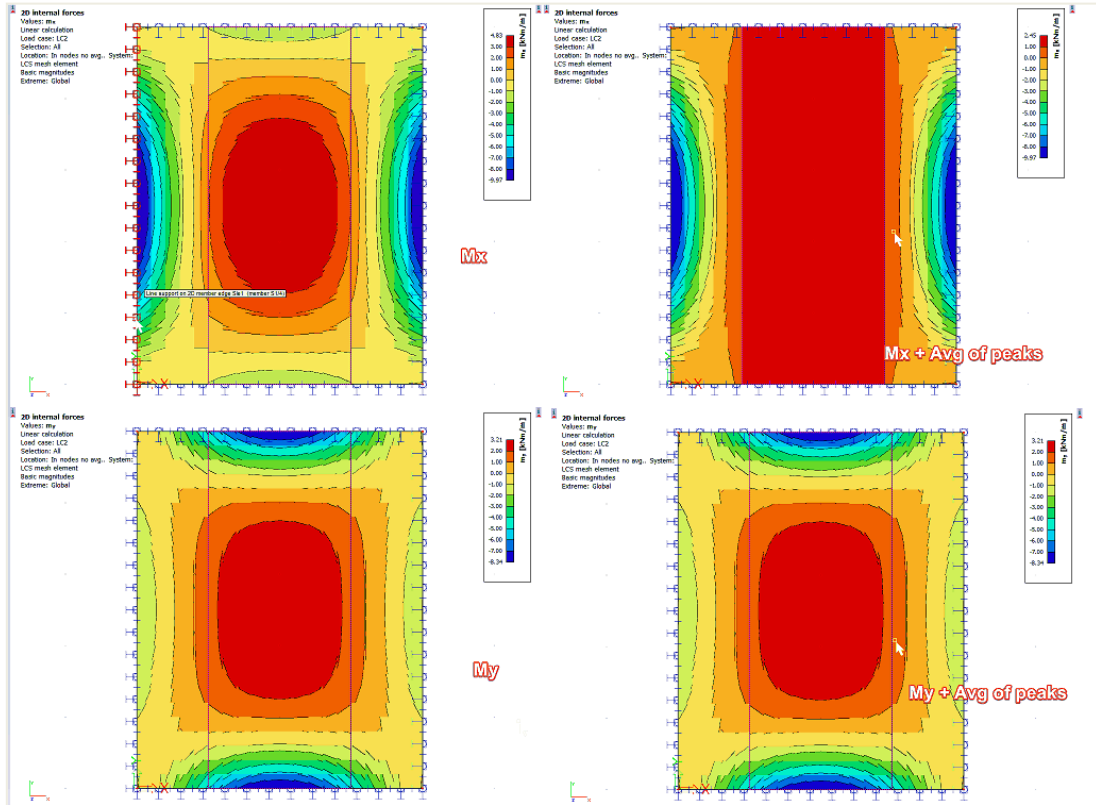 2D internal forces
Values: mx
Linear calculation
Load case: LC2
Selection: All
Location: In nodes no avg.. System:
LCS mesh element
Basic magnitudes
Extreme: Global
mx [kNm/m]
4.83
3.00
2.00
1.00
0.00
-1.00
-2.00
-3.00
-4.00
-5.00
-6.00
-7.00
-8.00
-9.97
Line support on 2D member edge Sle1 (member S1/4)
Mx
Y
Z
X
2D internal forces
Values: mx
Linear calculation
Load case: LC2
Selection: All
Location: In nodes no avg.. System:
LCS mesh element
Basic magnitudes
Extreme: Global
mx [kNm/m]
2.45
1.00
0.00
-1.00
-2.00
-3.00
-4.00
-5.00
-6.00
-7.00
-8.00
-9.97
Mx + Avg of peaks
Y
Z
X
2D internal forces
Values: my
Linear calculation
Load case: LC2
Selection: All
Location: In nodes no avg.. System:
LCS mesh element
Basic magnitudes
Extreme: Global
my [kNm/m]
3.21
2.00
1.00
0.00
-1.00
-2.00
-3.00
-4.00
-5.00
-6.00
-7.00
-8.34
My
Y
Z
X
2D internal forces
Values: my
Linear calculation
Load case: LC2
Selection: All
Location: In nodes no avg.. System:
LCS mesh element
Basic magnitudes
Extreme: Global
my [kNm/m]
3.21
2.00
1.00
0.00
-1.00
-2.00
-3.00
-4.00
-5.00
-6.00
-7.00
-8.34
My + Avg of peaks
Y
Z
X